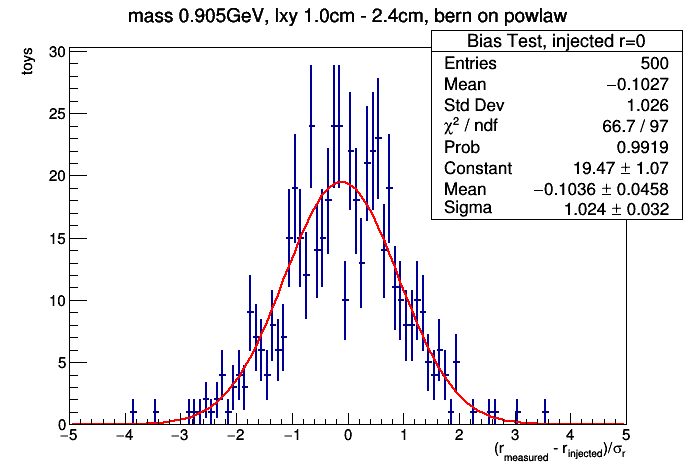 mass 0.905GeV, lxy 1.0cm - 2.4cm, bern on powlaw
Bias Test, injected r=0
Entries 500
Mean −0.1027
Std Dev 1.026
χ² / ndf 66.7 / 97
Prob 0.9919
Constant 19.47 ± 1.07
Mean −0.1036 ± 0.0458
Sigma 1.024 ± 0.032
toys
30
25
20
15
10
5
0
−5 −4 −3 −2 −1 0 1 2 3 4 5
(r_measured - r_injected)/σ_r